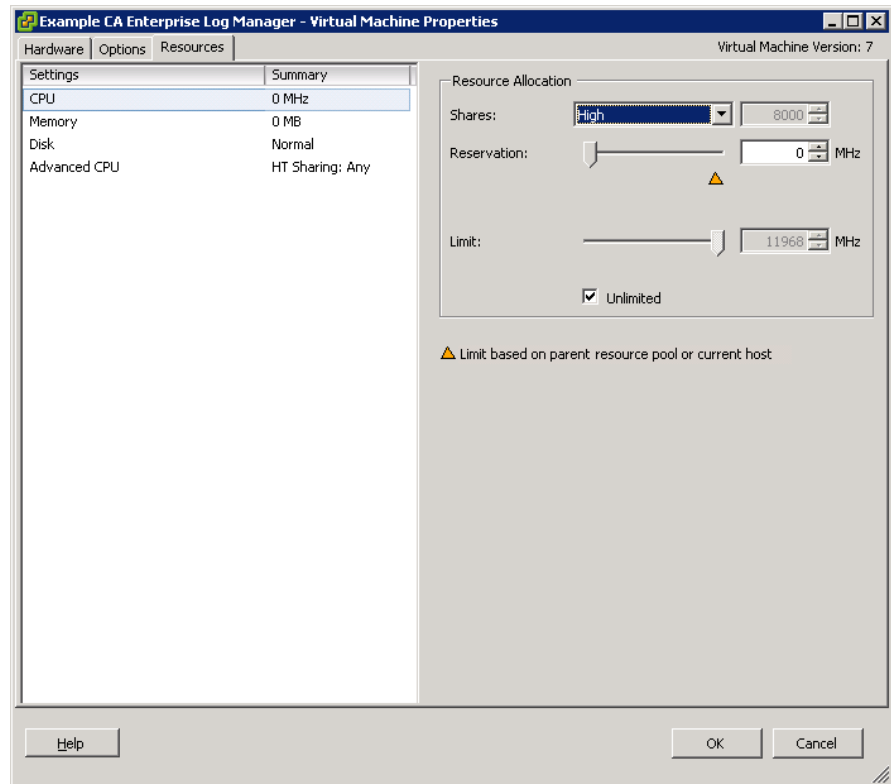 Example CA Enterprise Log Manager - Virtual Machine Properties
Hardware Options Resources Virtual Machine Version: 7
Settings Summary
CPU 0 MHz
Memory 0 MB
Disk Normal
Advanced CPU HT Sharing: Any
Resource Allocation
Shares: High 8000
Reservation: 0 MHz
Limit: 11968 MHz
Unlimited
Limit based on parent resource pool or current host
Help OK Cancel